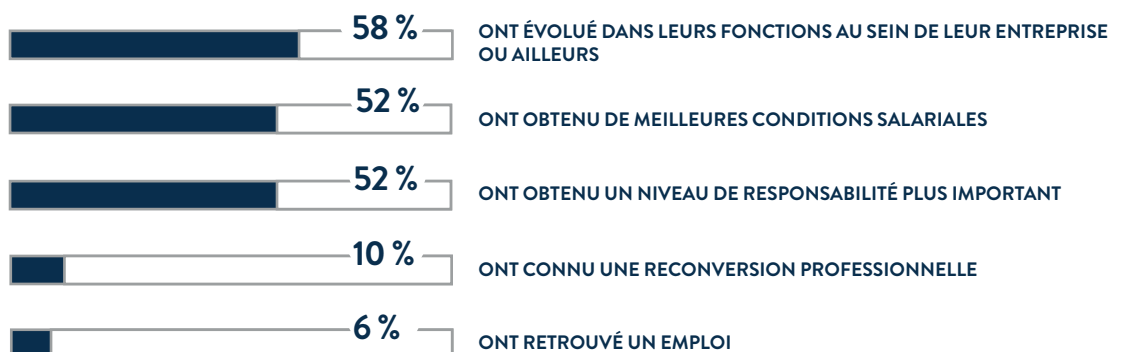 58 %
ONT ÉVOLUÉ DANS LEURS FONCTIONS AU SEIN DE LEUR ENTREPRISE
OU AILLEURS
52 %
ONT OBTENU DE MEILLEURES CONDITIONS SALARIALES
52 %
ONT OBTENU UN NIVEAU DE RESPONSABILITÉ PLUS IMPORTANT
10 %
ONT CONNU UNE RECONVERSION PROFESSIONNELLE
6 %
ONT RETROUVÉ UN EMPLOI